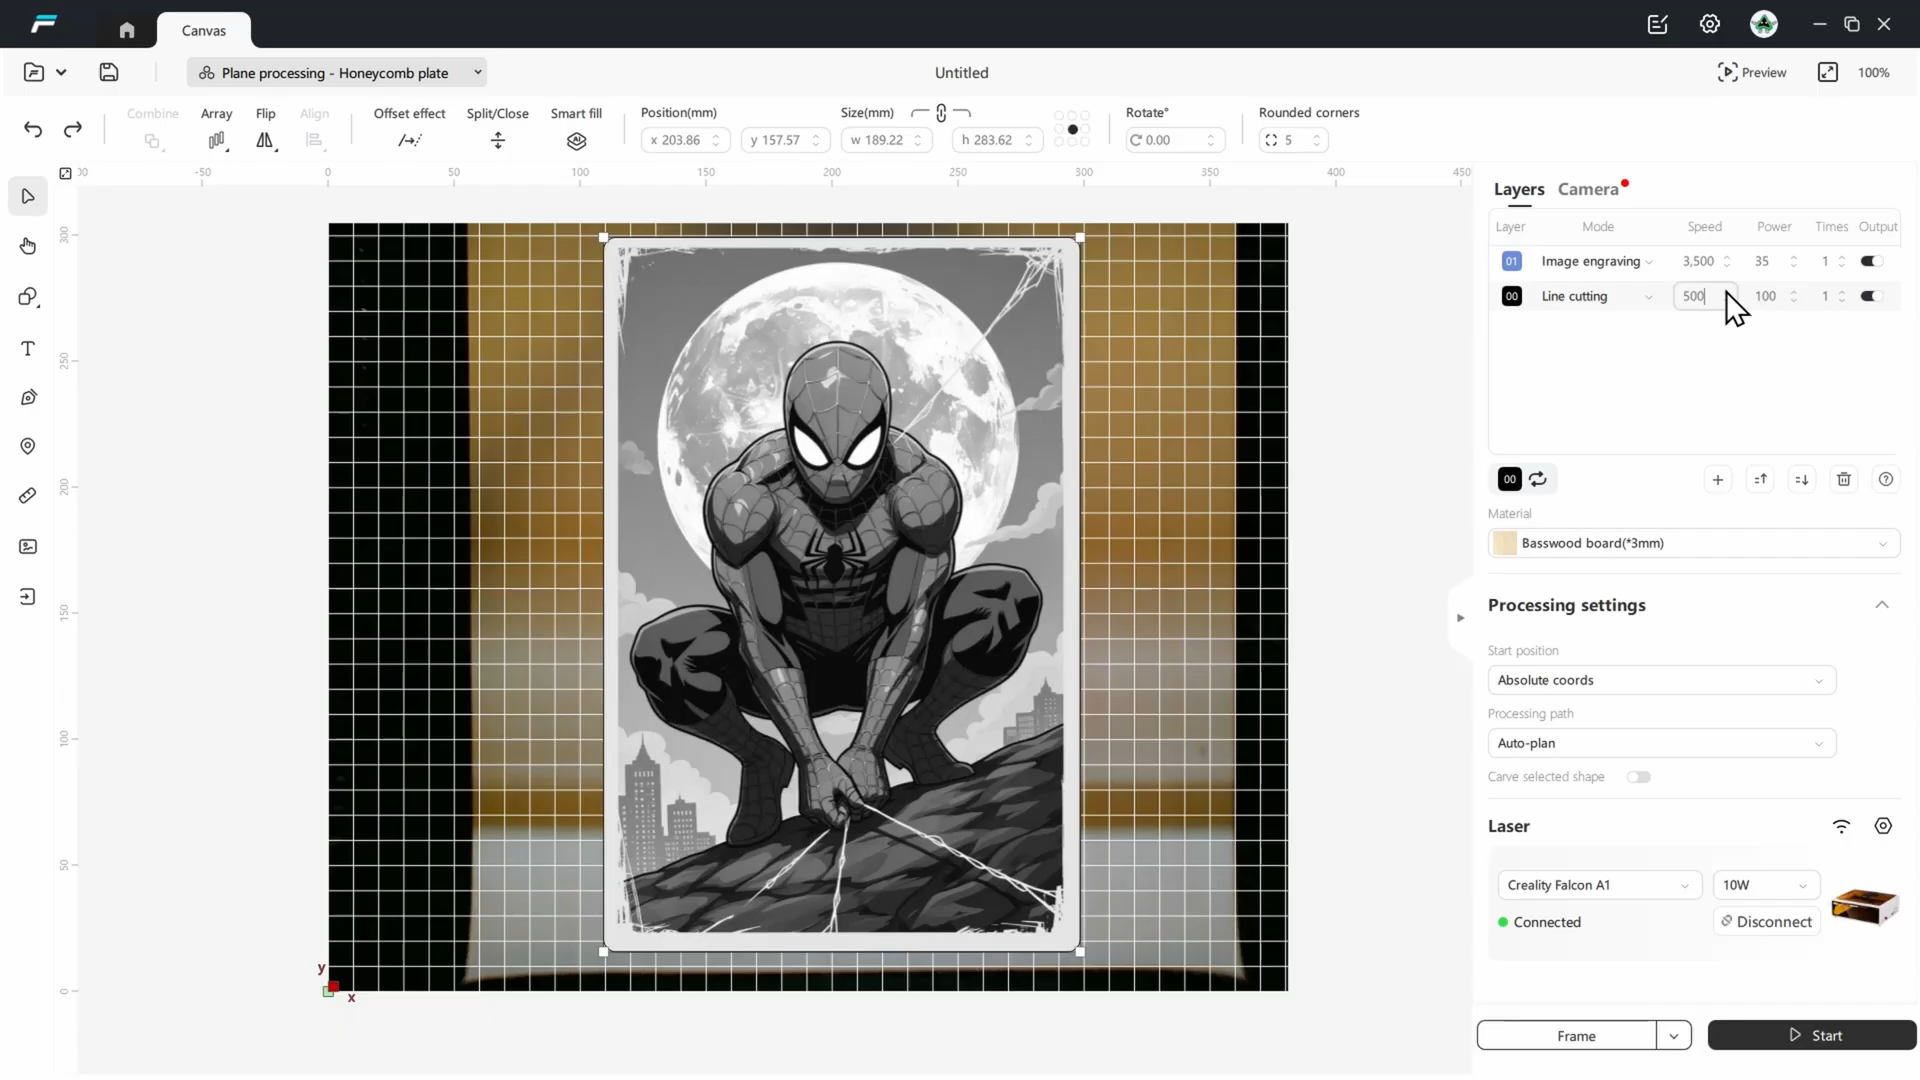 Canvas
Plane processing - Honeycomb plate
Untitled
Preview
100%
Combine
Array
Flip
Align
Offset effect
Split/Close
Smart fill
Position(mm)
x 203.86
y 157.57
Size(mm)
w 189.22
h 283.62
Rotate°
0.00
Rounded corners
5
00
-50
0
50
100
150
200
250
300
350
400
450
300
250
200
150
100
50
0
y
x
Layers
Camera
Layer
Mode
Speed
Power
Times
Output
01
Image engraving
3,500
35
1
00
Line cutting
500
100
1
00
Material
Basswood board(*3mm)
Processing settings
Start position
Absolute coords
Processing path
Auto-plan
Carve selected shape
Laser
Creality Falcon A1
10W
Connected
Disconnect
Frame
Start